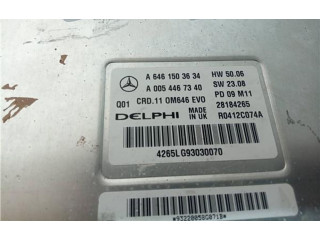 A 646 150 36 34 HW 50.06
A 005 446 73 40 SW 23.08
Q01 CRD.11 OM646 EVO PD 09 M11
DELPHI MADE IN UK 28184265
R0412C074A
4265LG93030070